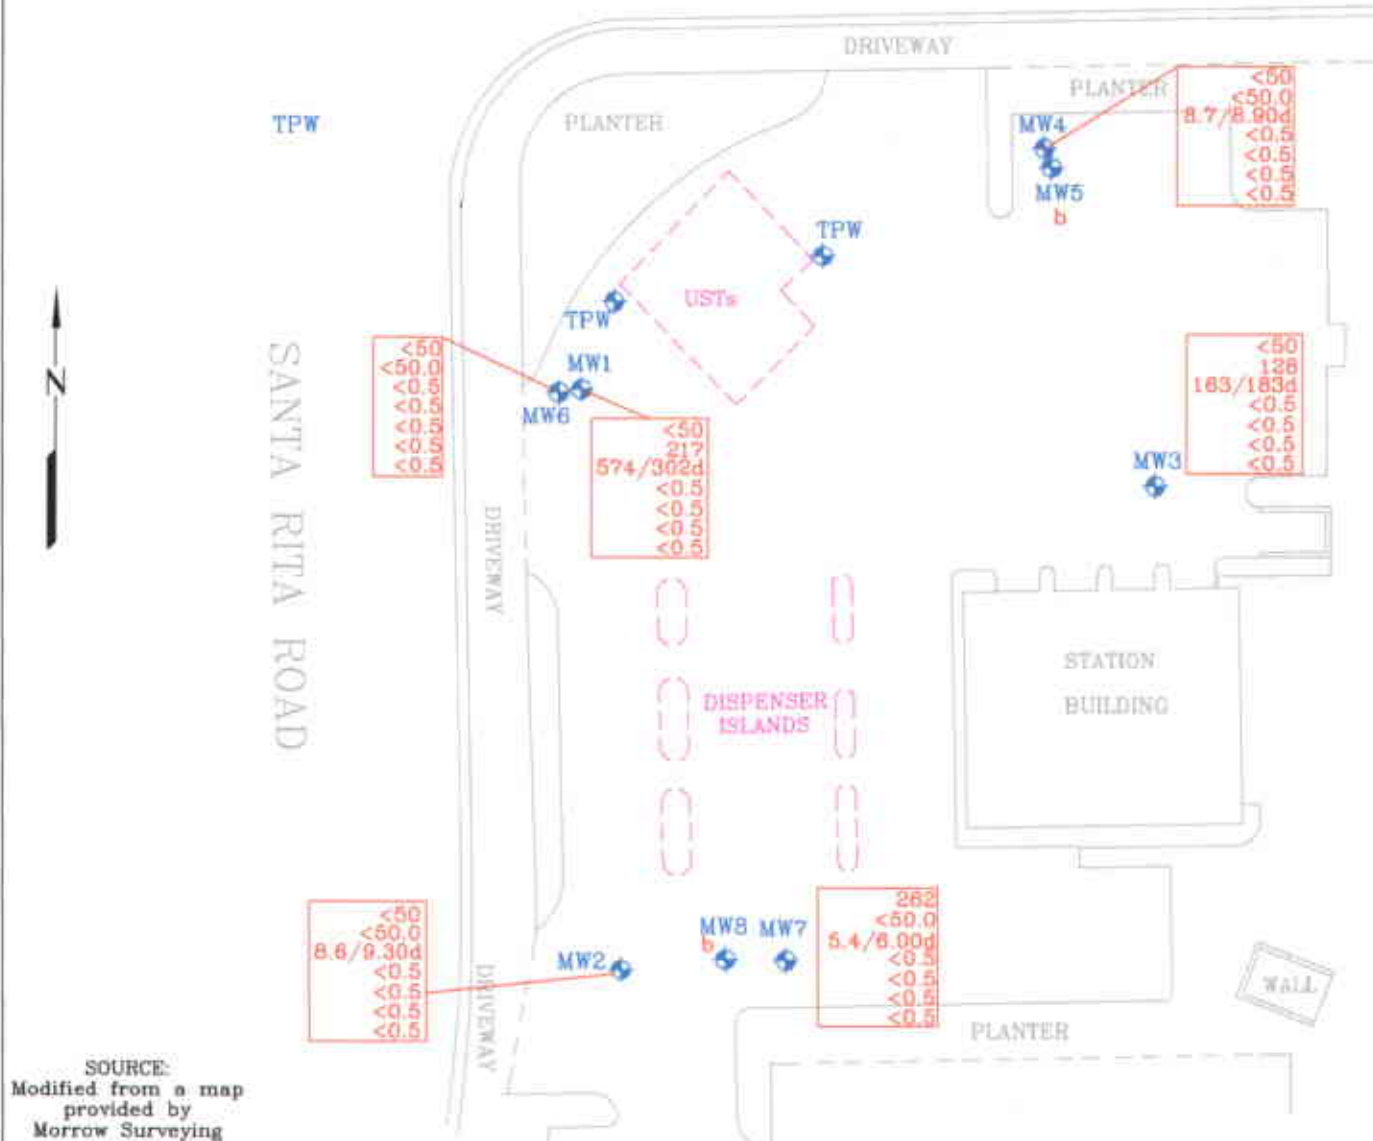 DRIVEWAY
TPW
PLANTER
PLANTER
<50
<50.0
8.7/8.90d
<0.5
<0.5
<0.5
<0.5
MW4
MW5
b
TPW
USTs
TPW
N
SANTA RITA ROAD
<50
<50.0
<0.5
<0.5
<0.5
<0.5
<0.5
MW1
MW6
<50
217
574/302d
<0.5
<0.5
<0.5
<0.5
<50
128
163/183d
<0.5
<0.5
<0.5
<0.5
MW3
DRIVEWAY
STATION
BUILDING
DISPENSER
ISLANDS
<50
<50.0
8.6/9.30d
<0.5
<0.5
<0.5
<0.5
MW2
MW8
b
MW7
262
<50.0
5.4/6.00d
<0.5
<0.5
<0.5
<0.5
DRIVEWAY
WALL
PLANTER
SOURCE:
Modified from a map
provided by
Morrow Surveying